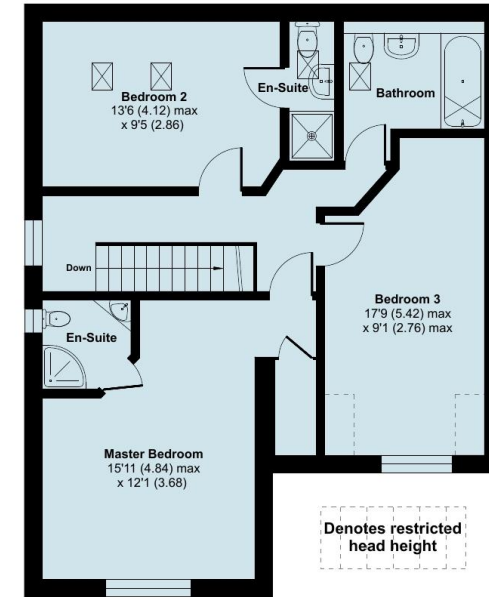 Bedroom 2
13'6 (4.12) max
x 9'5 (2.86)
En-Suite
Bathroom
Down
Bedroom 3
17'9 (5.42) max
x 9'1 (2.76) max
En-Suite
Master Bedroom
15'11 (4.84) max
x 12'1 (3.68)
Denotes restricted
head height